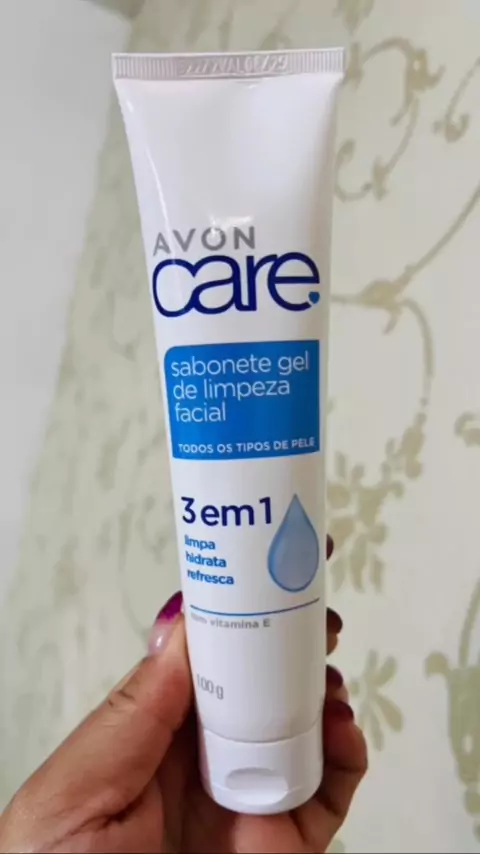 AVON
care
sabonete gel
de limpeza
facial
TODOS OS TIPOS DE PELE
3 em 1
limpa
hidrata
refresca
com vitamina E
100 g